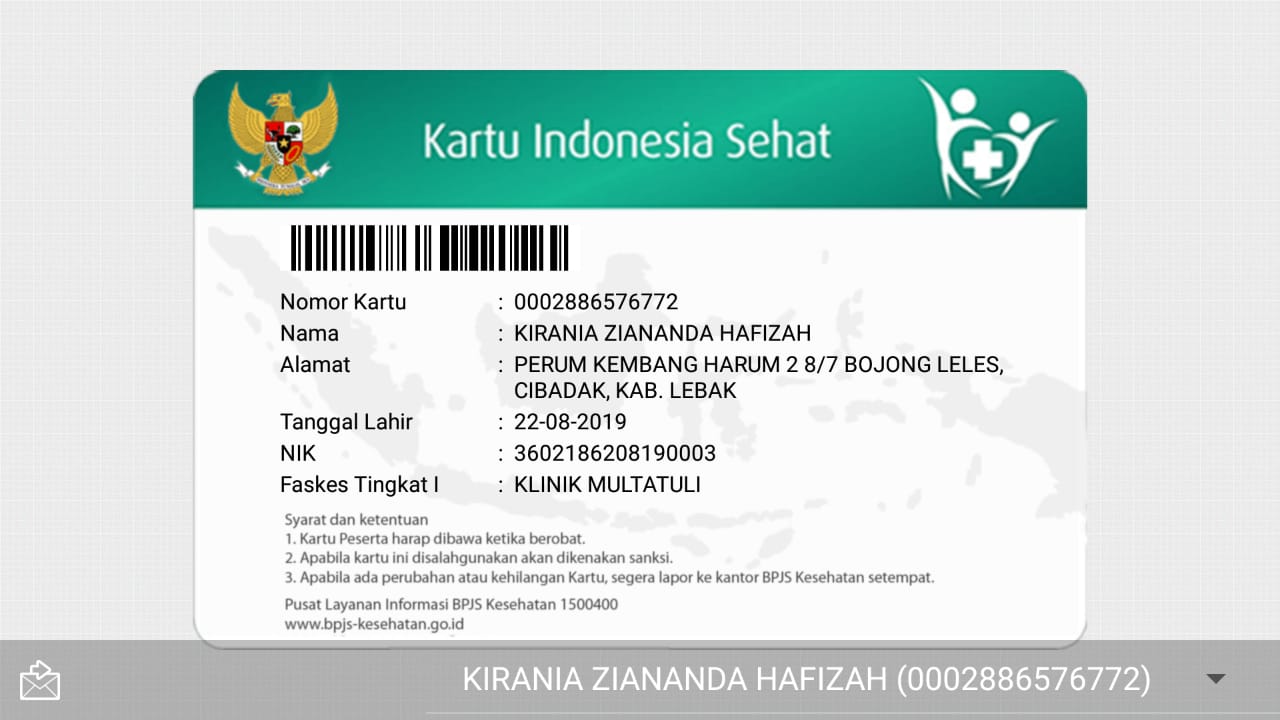 Kartu Indonesia Sehat
Nomor Kartu : 0002886576772
Nama : KIRANIA ZIANANDA HAFIZAH
Alamat : PERUM KEMBANG HARUM 2 8/7 BOJONG LELES,
CIBADAK, KAB. LEBAK
Tanggal Lahir : 22-08-2019
NIK : 3602186208190003
Faskes Tingkat I : KLINIK MULTATULI
Syarat dan ketentuan
1. Kartu Peserta harap dibawa ketika berobat.
2. Apabila kartu ini disalahgunakan akan dikenakan sanksi.
3. Apabila ada perubahan atau kehilangan Kartu, segera lapor ke kantor BPJS Kesehatan setempat.
Pusat Layanan Informasi BPJS Kesehatan 1500400
www.bpjs-kesehatan.go.id
KIRANIA ZIANANDA HAFIZAH (0002886576772)